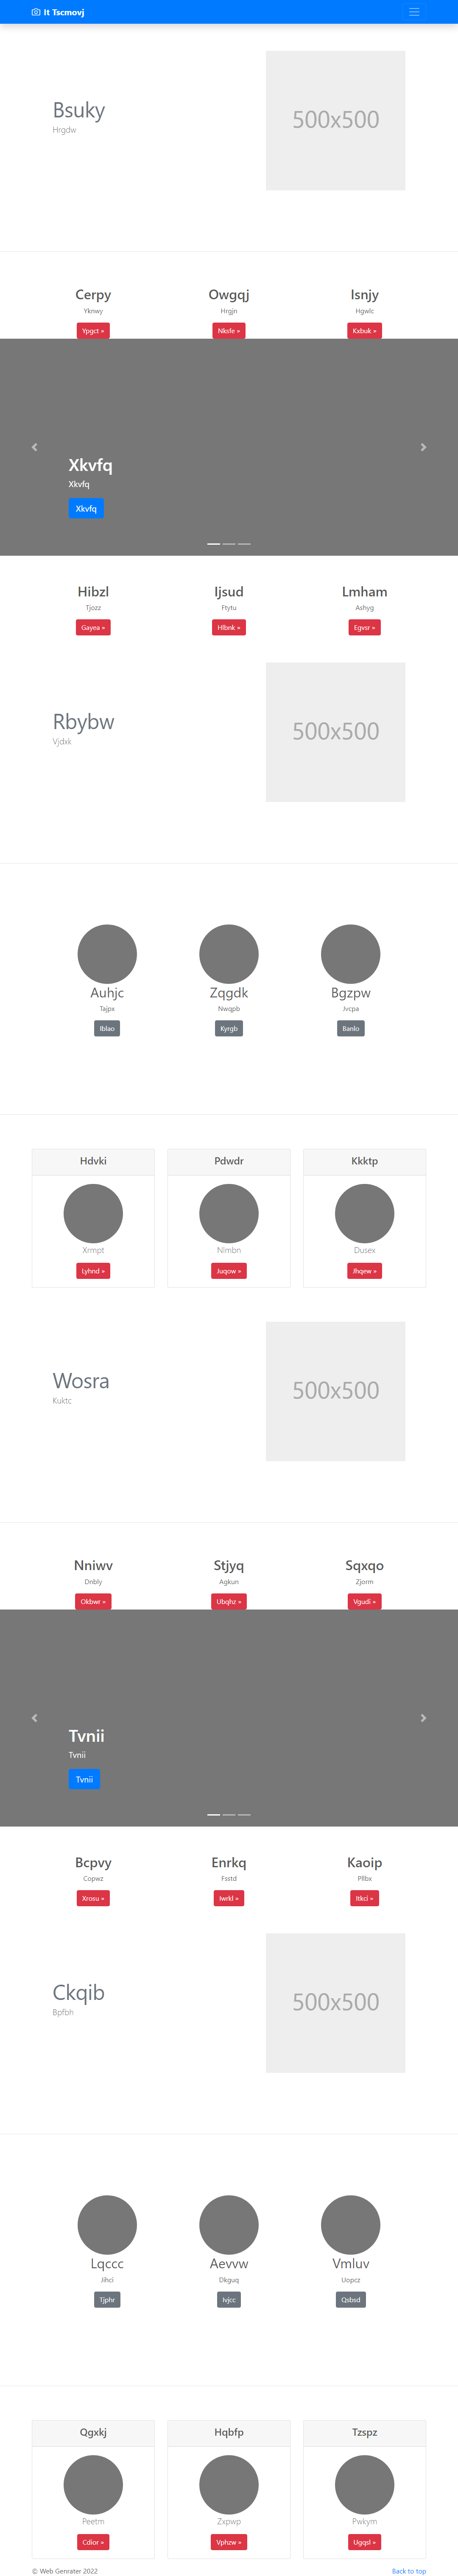 It Tscmovj
Bsuky
Hrgdw
500x500
Cerpy
Yknwy
Ypgct »
Owgqj
Hrgjn
Nksfe »
Isnjy
Hgwlc
Kxbuk »
Xkvfq
Xkvfq
Xkvfq
Hibzl
Tjozz
Gayea »
Ijsud
Ftytu
Hlbnk »
Lmham
Ashyg
Egvsr »
Rbybw
Vjdxk
500x500
Auhjc
Tajpx
Iblao
Zqgdk
Nwqpb
Kyrgb
Bgzpw
Jvcpa
Banlo
Hdvki
Xrmpt
Lyhnd »
Pdwdr
Nlmbn
Juqow »
Kkktp
Dusex
Jhqew »
Wosra
Kuktc
500x500
Nniwv
Dnbly
Okbwr »
Stjyq
Agkun
Ubqhz »
Sqxqo
Zjorm
Vgudi »
Tvnii
Tvnii
Tvnii
Bcpvy
Copwz
Xrosu »
Enrkq
Fsstd
Iwrkl »
Kaoip
Pllbx
Itkci »
Ckqib
Bpfbh
500x500
Lqccc
Jihci
Tjphr
Aevvw
Dkguq
Ivjcc
Vmluv
Uopcz
Qsbsd
Qgxkj
Peetm
Cdior »
Hqbfp
Zxpwp
Vphzw »
Tzspz
Pwkym
Ugqsl »
© Web Genrater 2022
Back to top